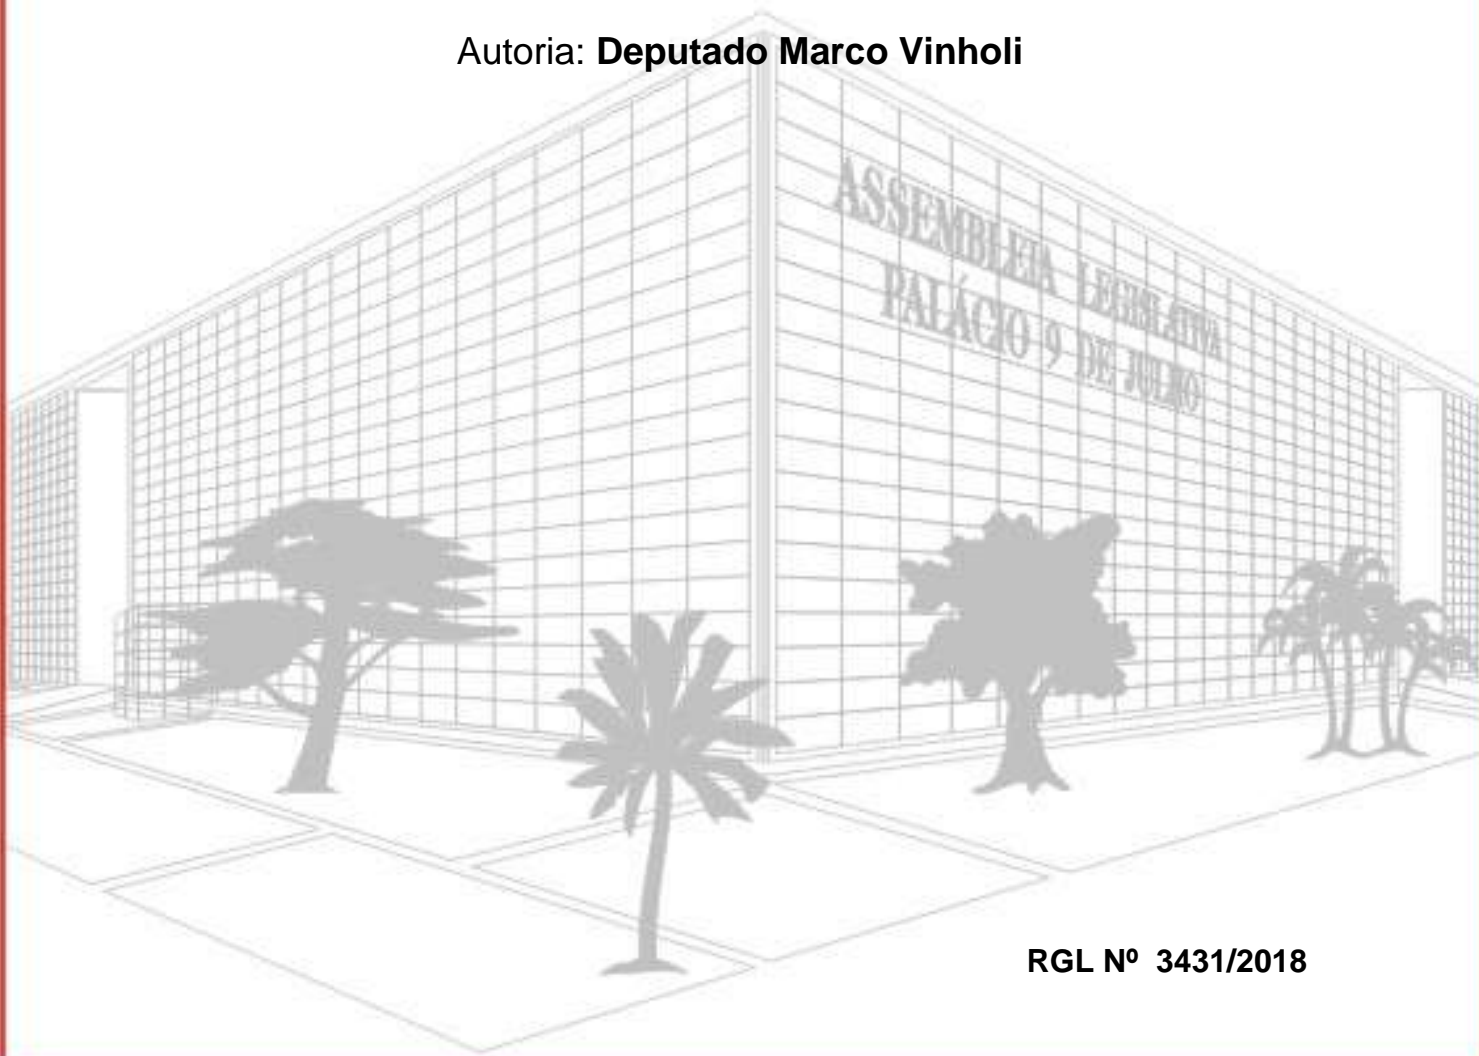 Autoria: Deputado Marco Vinholi
ASSEMBLEIA LEGISLATIVA
PALÁCIO 9 DE JULHO
RGL Nº 3431/2018